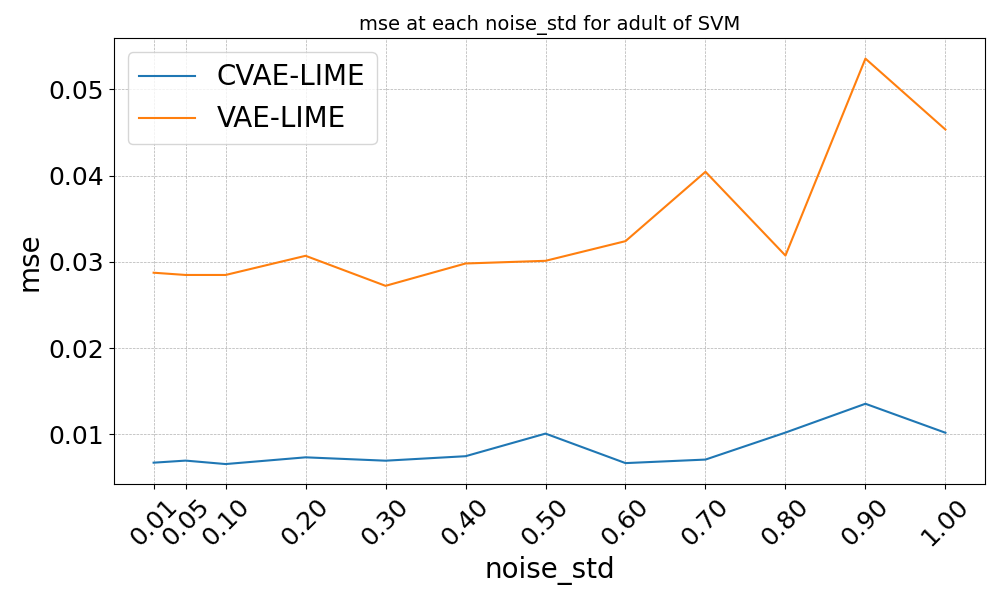 mse at each noise_std for adult of SVM
CVAE-LIME
VAE-LIME
mse
0.05
0.04
0.03
0.02
0.01
0.01 0.05 0.10 0.20 0.30 0.40 0.50 0.60 0.70 0.80 0.90 1.00
noise_std